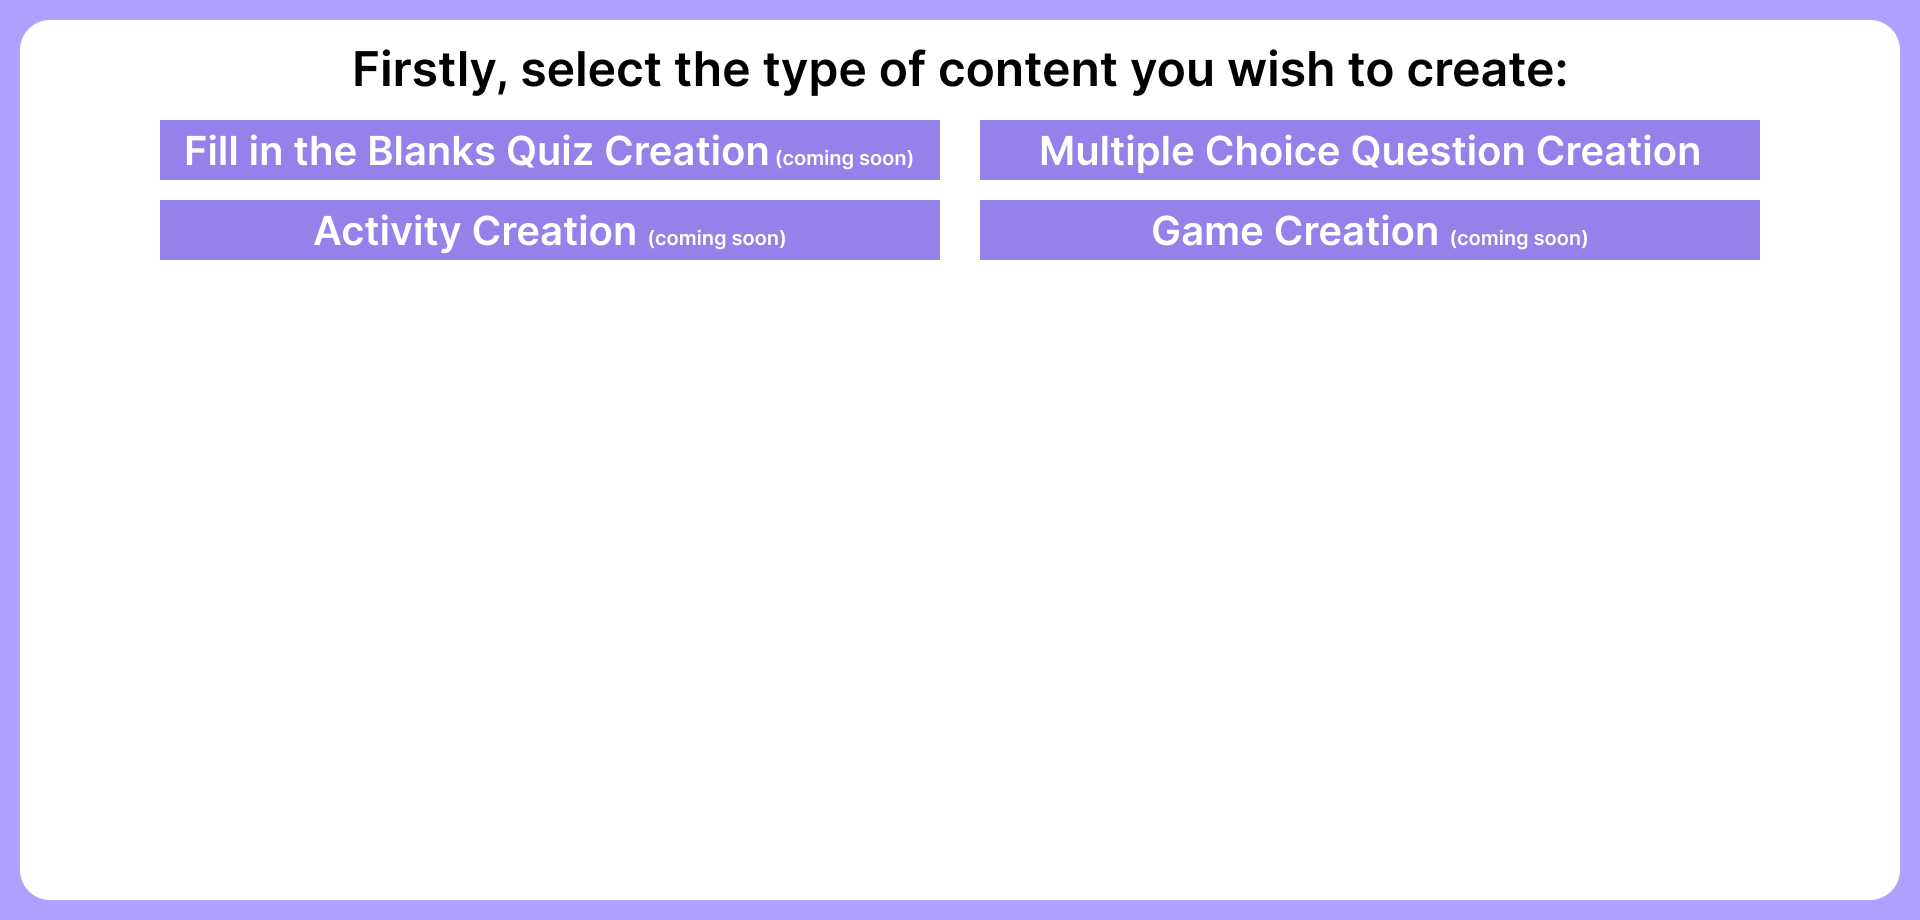 Firstly, select the type of content you wish to create:
Fill in the Blanks Quiz Creation (coming soon)
Multiple Choice Question Creation
Activity Creation (coming soon)
Game Creation (coming soon)